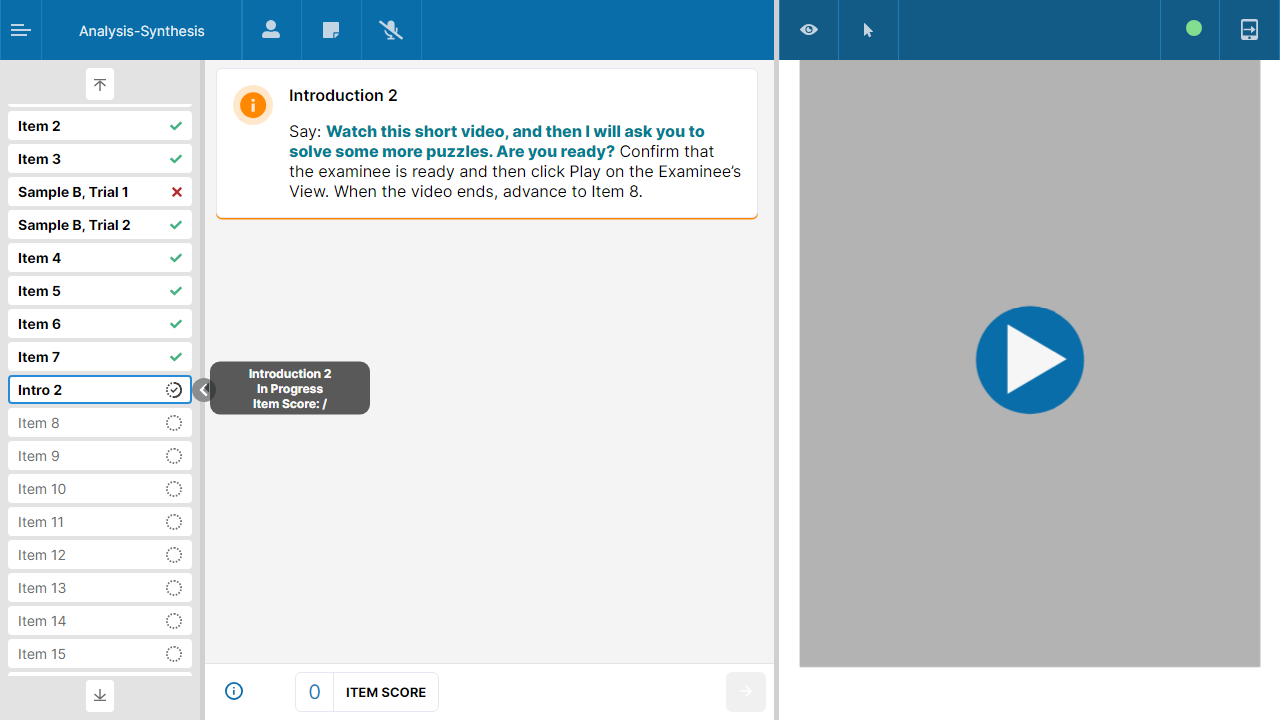 Analysis-Synthesis
Item 2
Item 3
Sample B, Trial 1
Sample B, Trial 2
Item 4
Item 5
Item 6
Item 7
Intro 2
Item 8
Item 9
Item 10
Item 11
Item 12
Item 13
Item 14
Item 15
Introduction 2
In Progress
Item Score: /
Introduction 2
Say: Watch this short video, and then I will ask you to
solve some more puzzles. Are you ready? Confirm that
the examinee is ready and then click Play on the Examinee’s
View. When the video ends, advance to Item 8.
0 ITEM SCORE